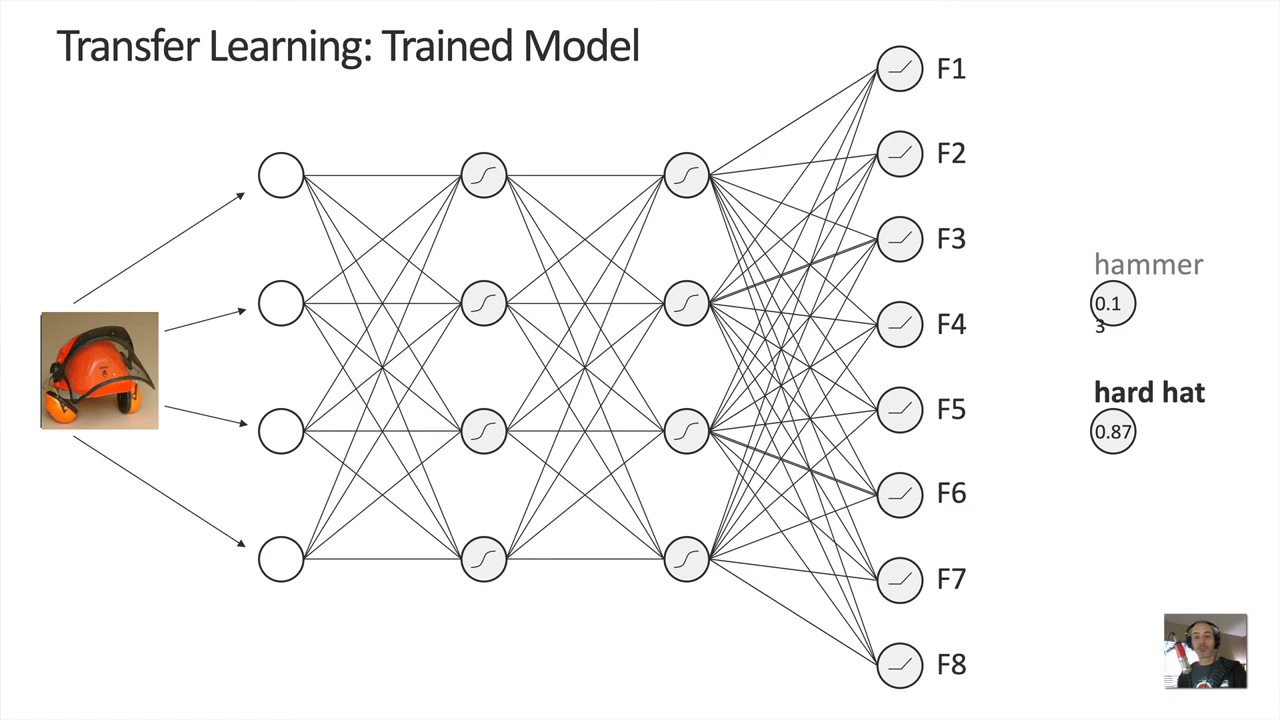 Transfer Learning: Trained Model
F1
F2
F3
F4
F5
F6
F7
F8
hammer
0.1
3
hard hat
0.87